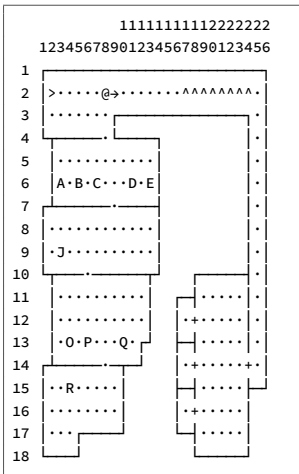 11111111112222222
   12345678901234567890123456
 1 ┌────────────────────────┐
 2 │>·····@→·······^^^^^^^^·│
 3 │·······┌──────────────┐·│
 4 └┬─────·└────┐         │·│
 5  │···········│         │·│
 6  │A·B·C···D·E│         │·│
 7 ┌┴──────·────┤         │·│
 8 │············│         │·│
 9 │·J··········│         │·│
10 └┬───·──────┬┘   ┌─────┤·│
11  │··········│  ┌─┤·····│·│
12  │··········│  │·+·····│·│
13  │·O·P···Q·┌┘  ├─┤·····│·│
14 ┌┴─────·─┬─┘   │·+·····+·│
15 │··R·····│     ├─┤·····├─┘
16 │········│     │·+·····│
17 │···┌────┘     └─┤·····│
18 └───┘            └─────┘